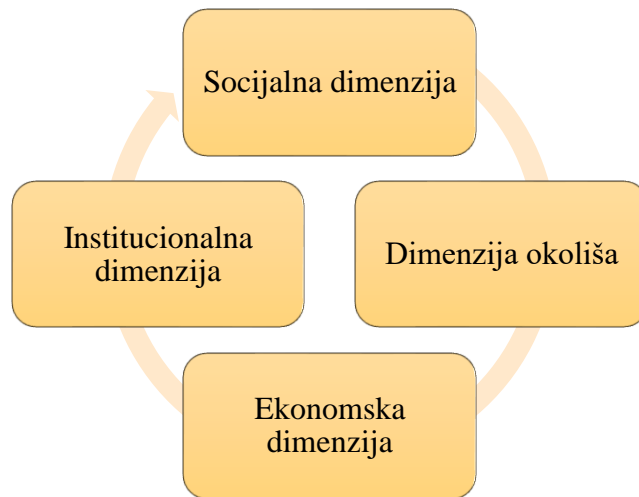 Socijalna dimenzija
Institucionalna
dimenzija
Dimenzija okoliša
Ekonomska
dimenzija